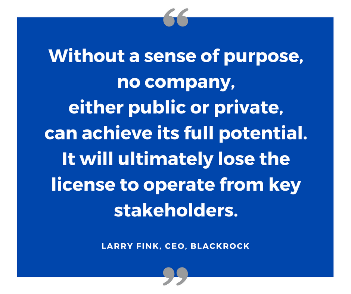 “
Without a sense of purpose,
no company,
either public or private,
can achieve its full potential.
It will ultimately lose the
license to operate from key
stakeholders.
LARRY FINK, CEO, BLACKROCK
”